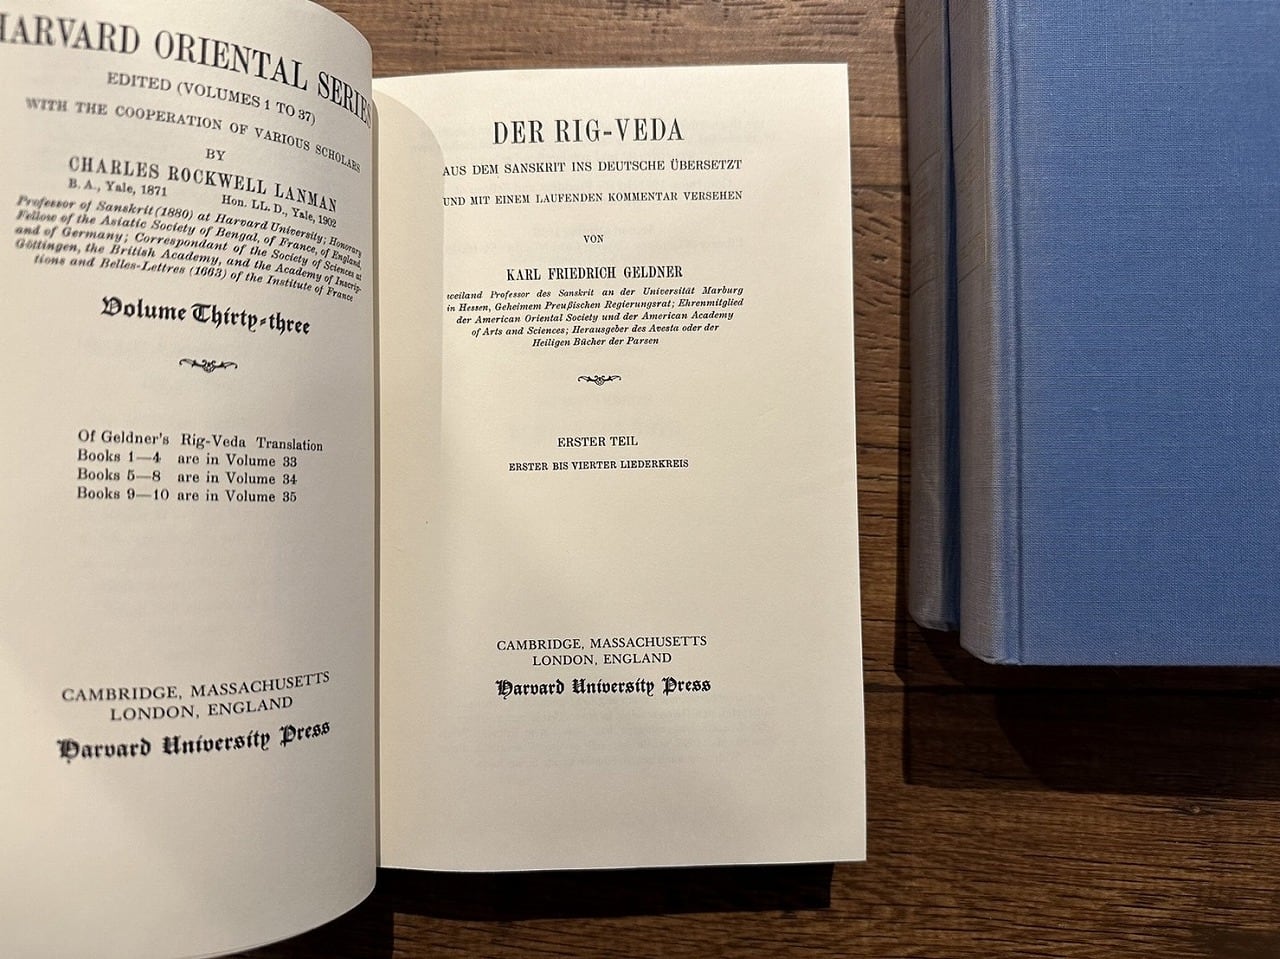 HARVARD ORIENTAL SERIES
EDITED (VOLUMES 1 TO 37)
WITH THE COOPERATION OF VARIOUS SCHOLARS
BY
CHARLES ROCKWELL LANMAN
B. A., Yale, 1871 Hon. LL. D., Yale, 1902
Professor of Sanskrit (1880) at Harvard University; Honorary
Fellow of the Asiatic Society of Bengal, of France, of England,
and of Germany; Correspondent of the Society of Sciences at
Göttingen, the British Academy, and the Academy of Inscrip-
tions and Belles-Lettres (1663) of the Institute of France
Volume Thirty-three
Of Geldner's Rig-Veda Translation
Books 1—4 are in Volume 33
Books 5—8 are in Volume 34
Books 9—10 are in Volume 35
CAMBRIDGE, MASSACHUSETTS
LONDON, ENGLAND
Harvard University Press
DER RIG-VEDA
AUS DEM SANSKRIT INS DEUTSCHE ÜBERSETZT
UND MIT EINEM LAUFENDEN KOMMENTAR VERSEHEN
VON
KARL FRIEDRICH GELDNER
weiland Professor des Sanskrit an der Universität Marburg
in Hessen, Geheimem Preußischen Regierungsrat; Ehrenmitglied
der American Oriental Society und der American Academy
of Arts and Sciences; Herausgeber des Avesta oder der
Heiligen Bücher der Parsen
ERSTER TEIL
ERSTER BIS VIERTER LIEDERKREIS
CAMBRIDGE, MASSACHUSETTS
LONDON, ENGLAND
Harvard University Press